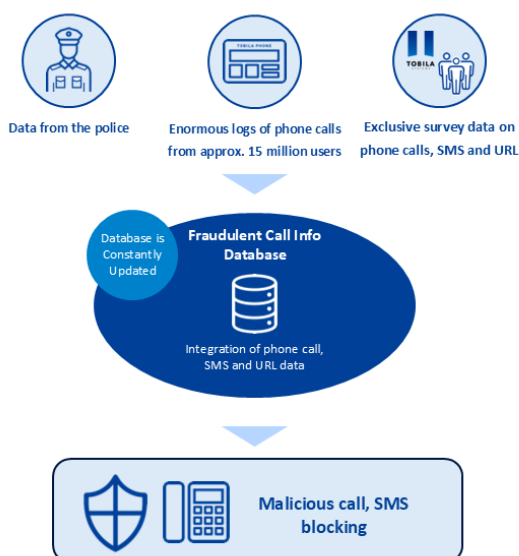 TOBILA PHONE
TOBILA
Data from the police
Enormous logs of phone calls
from approx. 15 million users
Exclusive survey data on
phone calls, SMS and URL
Database is
Constantly
Updated
Fraudulent Call Info
Database
Integration of phone call,
SMS and URL data
Malicious call, SMS
blocking